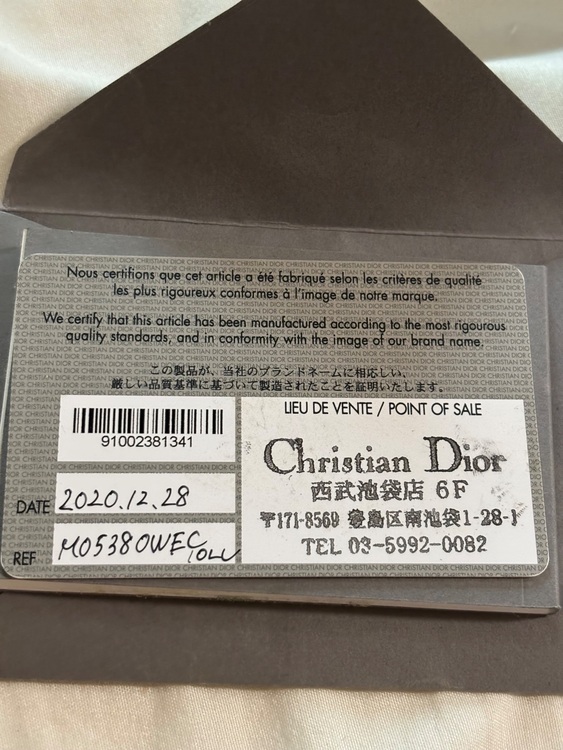 Nous certifions que cet article a été fabriqué selon les critères de qualité
les plus rigoureux conformes à l'image de notre marque.
We certify that this article has been manufactured according to the most rigourous
quality standards, and in conformity with the image of our brand name.
この製品が、当社のブランドネームに相応しい、
厳しい品質基準に基づいて製造されたことを証明いたします。
91002381341
DATE 2020.12.28
REF M0538OWEC
LIEU DE VENTE / POINT OF SALE
Christian Dior
西武池袋店 6F
〒171-8569 豊島区南池袋1-28-1
TEL 03-5992-0082